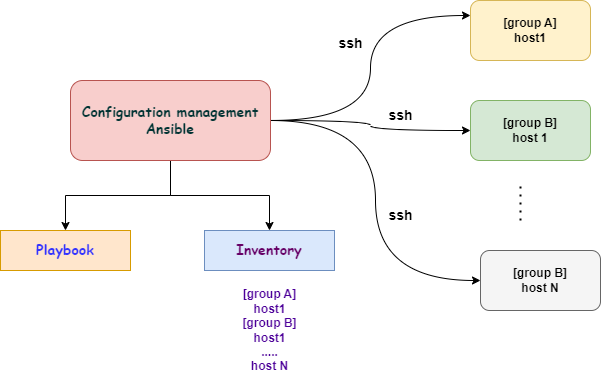 [group A]
host1
ssh
Configuration management
Ansible
ssh
[group B]
host 1
ssh
Playbook
Inventory
[group B]
host N
[group A]
host1
[group B]
host1
.....
host N